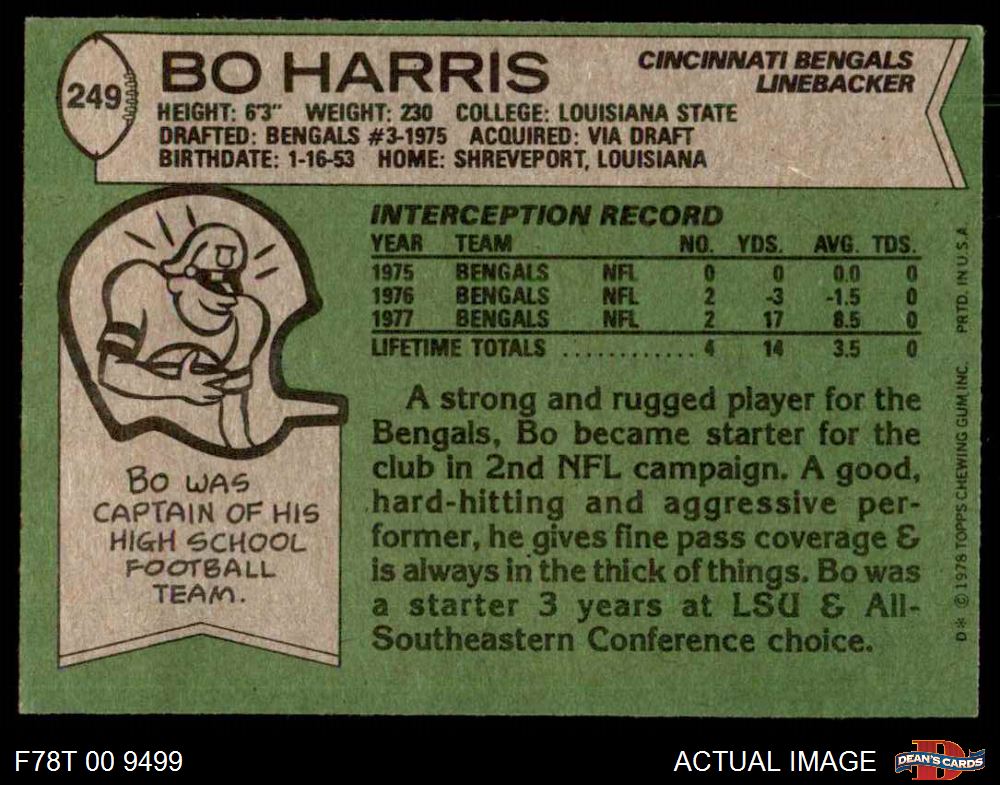 249
BO HARRIS
CINCINNATI BENGALS
LINEBACKER
HEIGHT: 6'3" WEIGHT: 230 COLLEGE: LOUISIANA STATE
DRAFTED: BENGALS #3-1975 ACQUIRED: VIA DRAFT
BIRTHDATE: 1-16-53 HOME: SHREVEPORT, LOUISIANA
INTERCEPTION RECORD
YEAR TEAM NO. YDS. AVG. TDS.
1975 BENGALS NFL 0 0 0.0 0
1976 BENGALS NFL 2 -3 -1.5 0
1977 BENGALS NFL 2 17 8.5 0
LIFETIME TOTALS ............ 4 14 3.5 0
A strong and rugged player for the
Bengals, Bo became starter for the
club in 2nd NFL campaign. A good,
hard-hitting and aggressive per-
former, he gives fine pass coverage &
is always in the thick of things. Bo was
a starter 3 years at LSU & All-
Southeastern Conference choice.
BO WAS
CAPTAIN OF HIS
HIGH SCHOOL
FOOTBALL
TEAM.
D* © 1978 TOPPS CHEWING GUM, INC. PRTD. IN U.S.A.
F78T 00 9499
ACTUAL IMAGE
DEAN'S CARDS